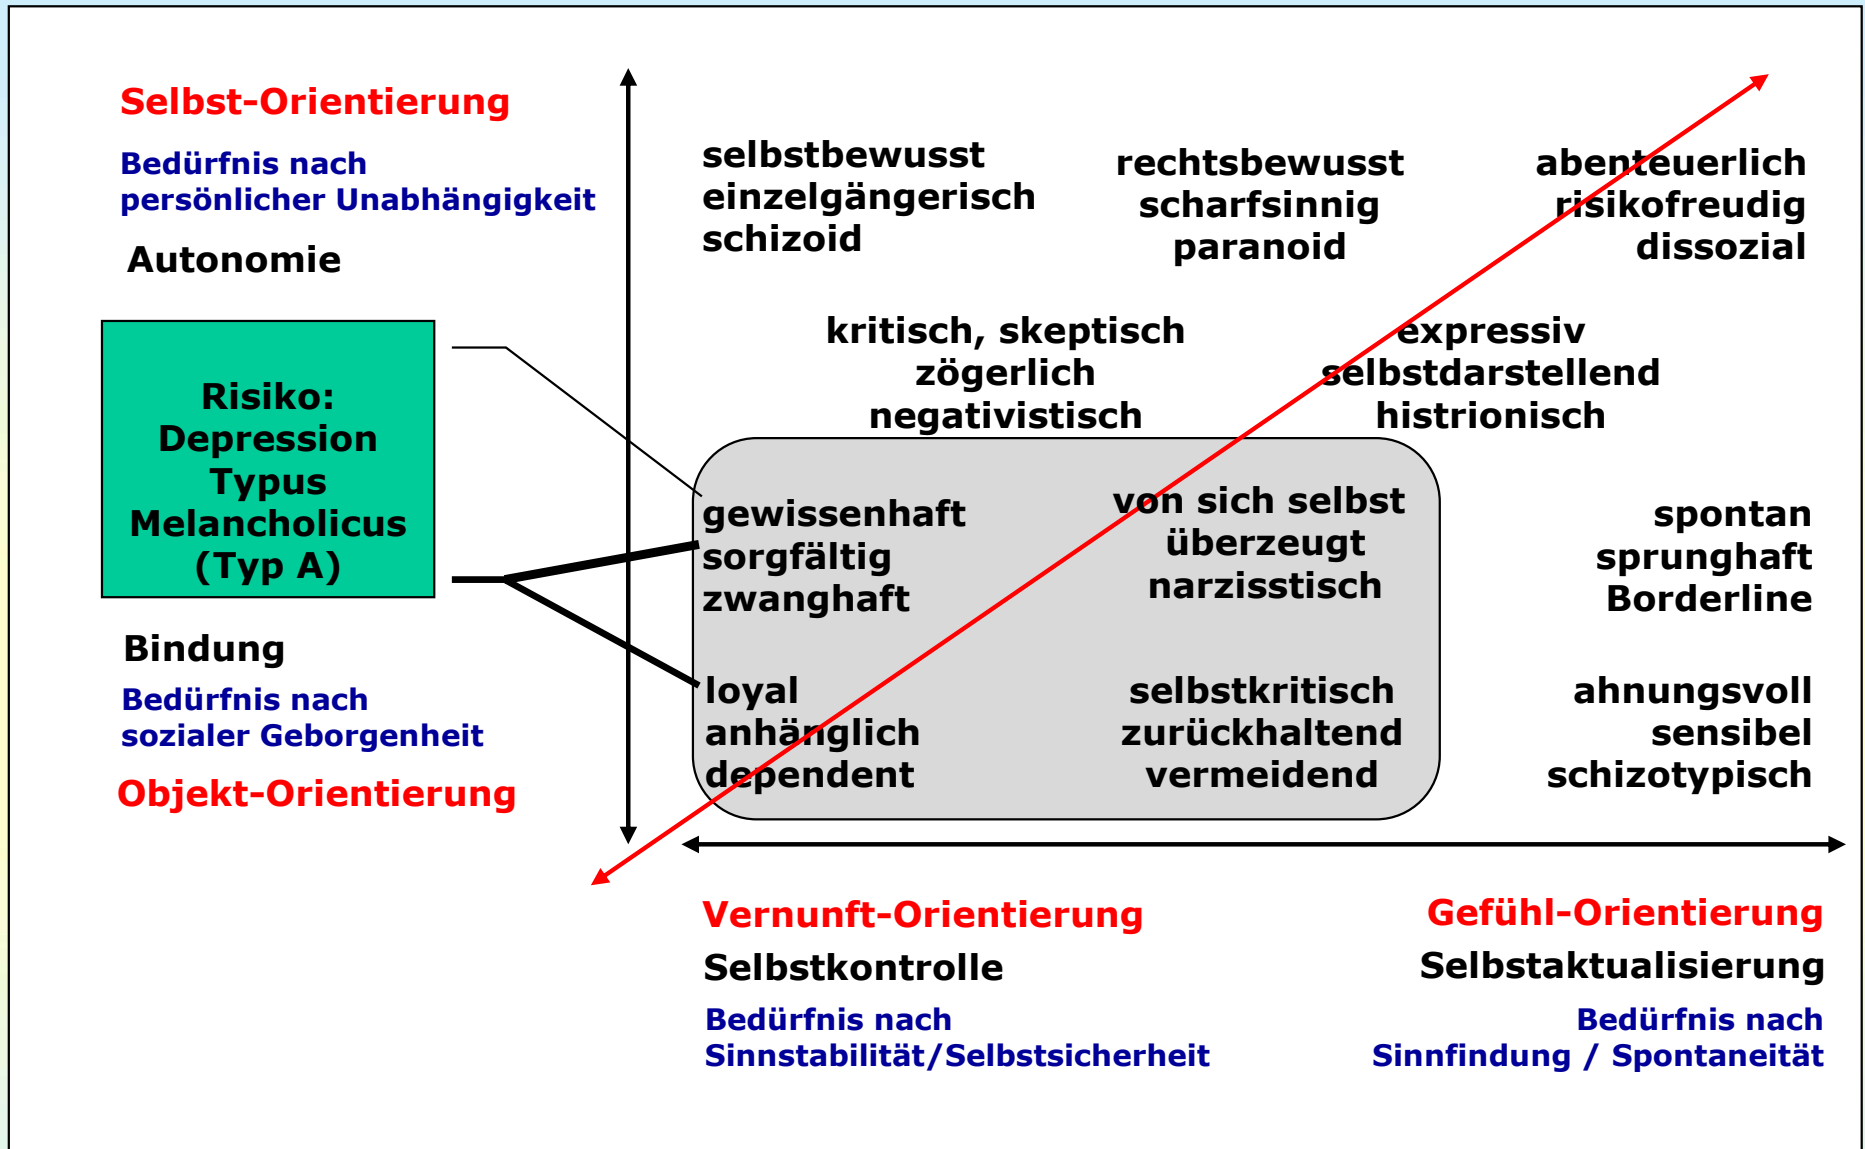 Selbst-Orientierung
Bedürfnis nach
persönlicher Unabhängigkeit
Autonomie
Risiko:
Depression
Typus
Melancholicus
(Typ A)
Bindung
Bedürfnis nach
sozialer Geborgenheit
Objekt-Orientierung
selbstbewusst
einzelgängerisch
schizoid
rechtsbewusst
scharfsinnig
paranoid
abenteuerlich
risikofreudig
dissozial
kritisch, skeptisch
zögerlich
negativistisch
expressiv
selbstdarstellend
histrionisch
gewissenhaft
sorgfältig
zwanghaft
von sich selbst
überzeugt
narzisstisch
spontan
sprunghaft
Borderline
loyal
anhänglich
dependent
selbstkritisch
zurückhaltend
vermeidend
ahnungsvoll
sensibel
schizotypisch
Vernunft-Orientierung
Selbstkontrolle
Bedürfnis nach
Sinnstabilität/Selbstsicherheit
Gefühl-Orientierung
Selbstaktualisierung
Bedürfnis nach
Sinnfindung / Spontaneität